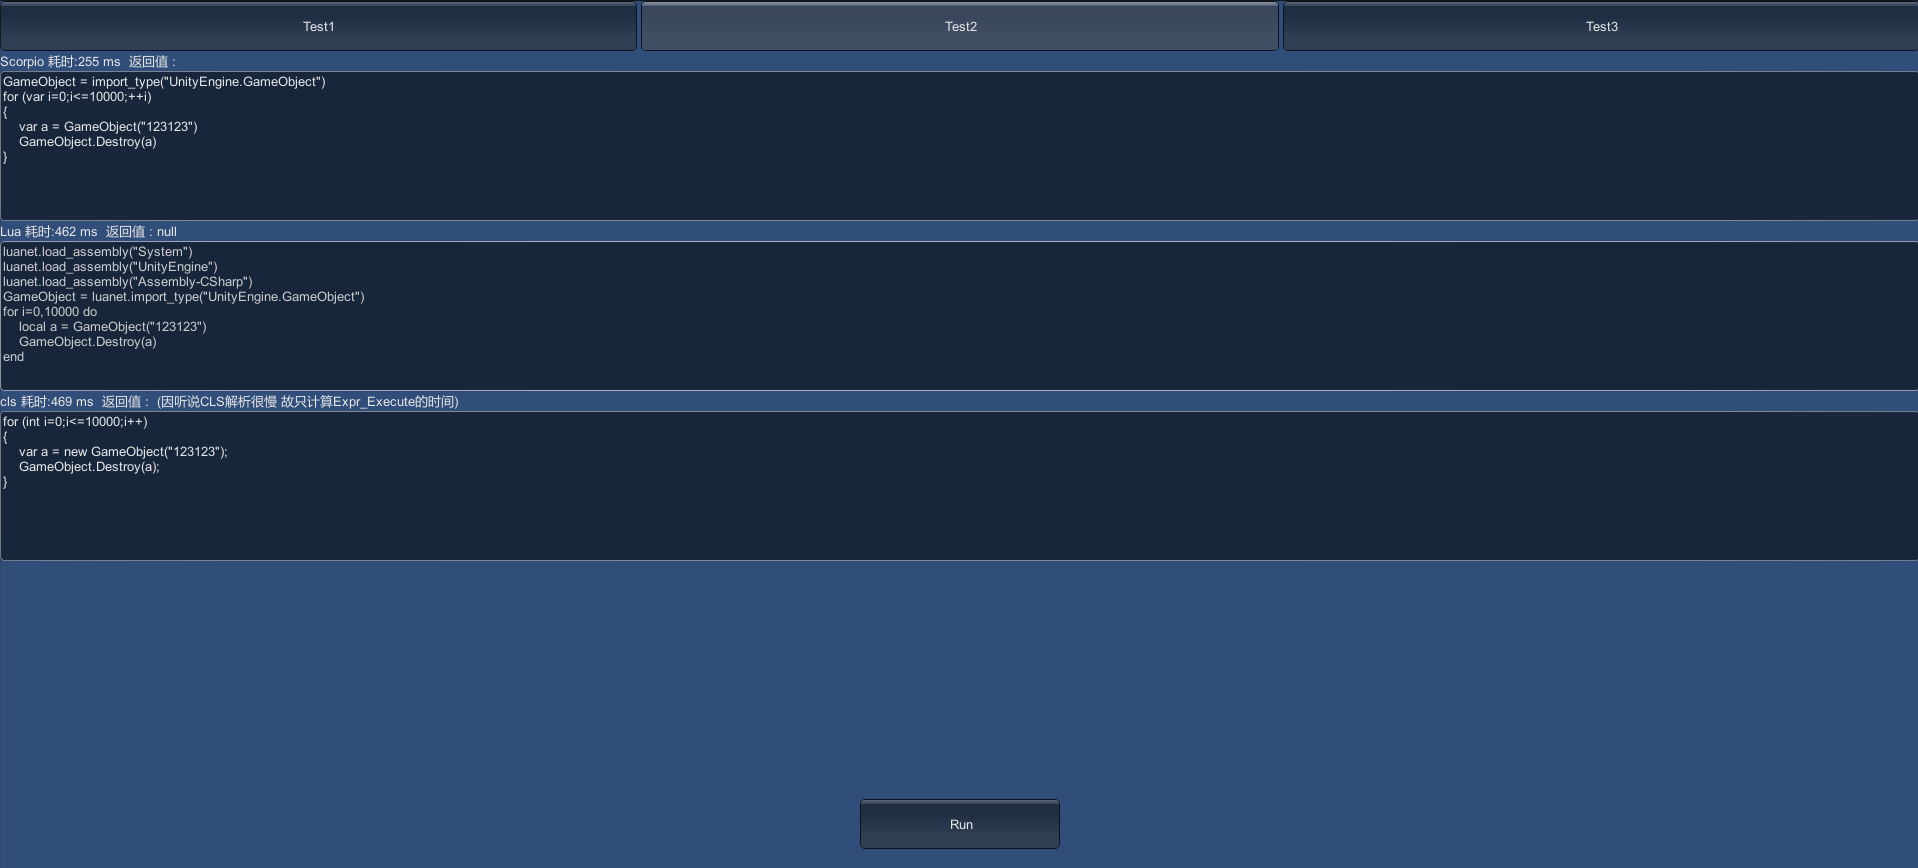 Test1 Test2 Test3
Scorpio 耗时:255 ms  返回值 :
GameObject = import_type("UnityEngine.GameObject")
for (var i=0;i<=10000;++i)
{
    var a = GameObject("123123")
    GameObject.Destroy(a)
}
Lua 耗时:462 ms  返回值 : null
luanet.load_assembly("System")
luanet.load_assembly("UnityEngine")
luanet.load_assembly("Assembly-CSharp")
GameObject = luanet.import_type("UnityEngine.GameObject")
for i=0,10000 do
    local a = GameObject("123123")
    GameObject.Destroy(a)
end
cls 耗时:469 ms  返回值 :  (因听说CLS解析很慢 故只计算Expr_Execute的时间)
for (int i=0;i<=10000;i++)
{
    var a = new GameObject("123123");
    GameObject.Destroy(a);
}
Run